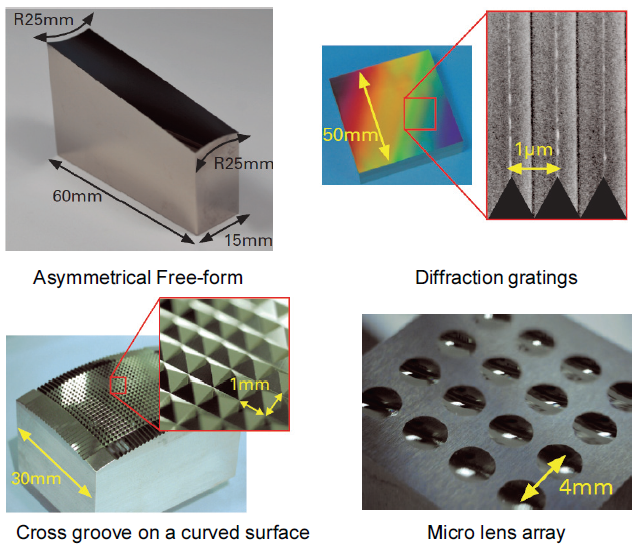 R25mm
R25mm
60mm
15mm
Asymmetrical Free-form
50mm
1μm
Diffraction gratings
1mm
30mm
Cross groove on a curved surface
4mm
Micro lens array